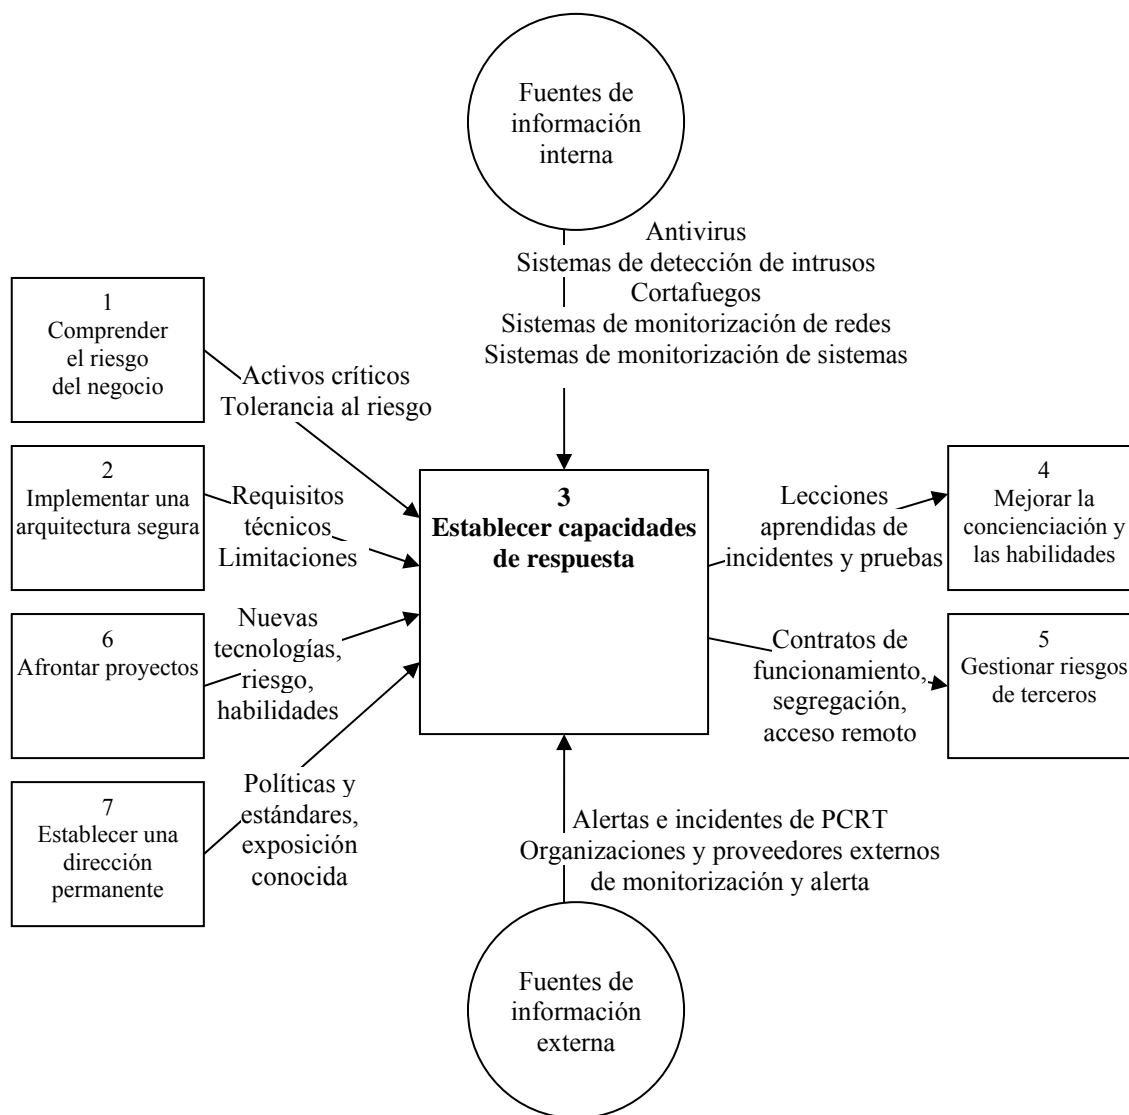 Fuentes de
información
interna
Antivirus
Sistemas de detección de intrusos
Cortafuegos
Sistemas de monitorización de redes
Sistemas de monitorización de sistemas
1
Comprender
el riesgo
del negocio
Activos críticos
Tolerancia al riesgo
2
Implementar una
arquitectura segura
Requisitos
técnicos
Limitaciones
6
Afrontar proyectos
Nuevas
tecnologías,
riesgo,
habilidades
7
Establecer una
dirección
permanente
Políticas y
estándares,
exposición
conocida
3
Establecer capacidades
de respuesta
Lecciones
aprendidas de
incidentes y pruebas
4
Mejorar la
concienciación y
las habilidades
Contratos de
funcionamiento,
segregación,
acceso remoto
5
Gestionar riesgos
de terceros
Alertas e incidentes de PCRT
Organizaciones y proveedores externos
de monitorización y alerta
Fuentes de
información
externa